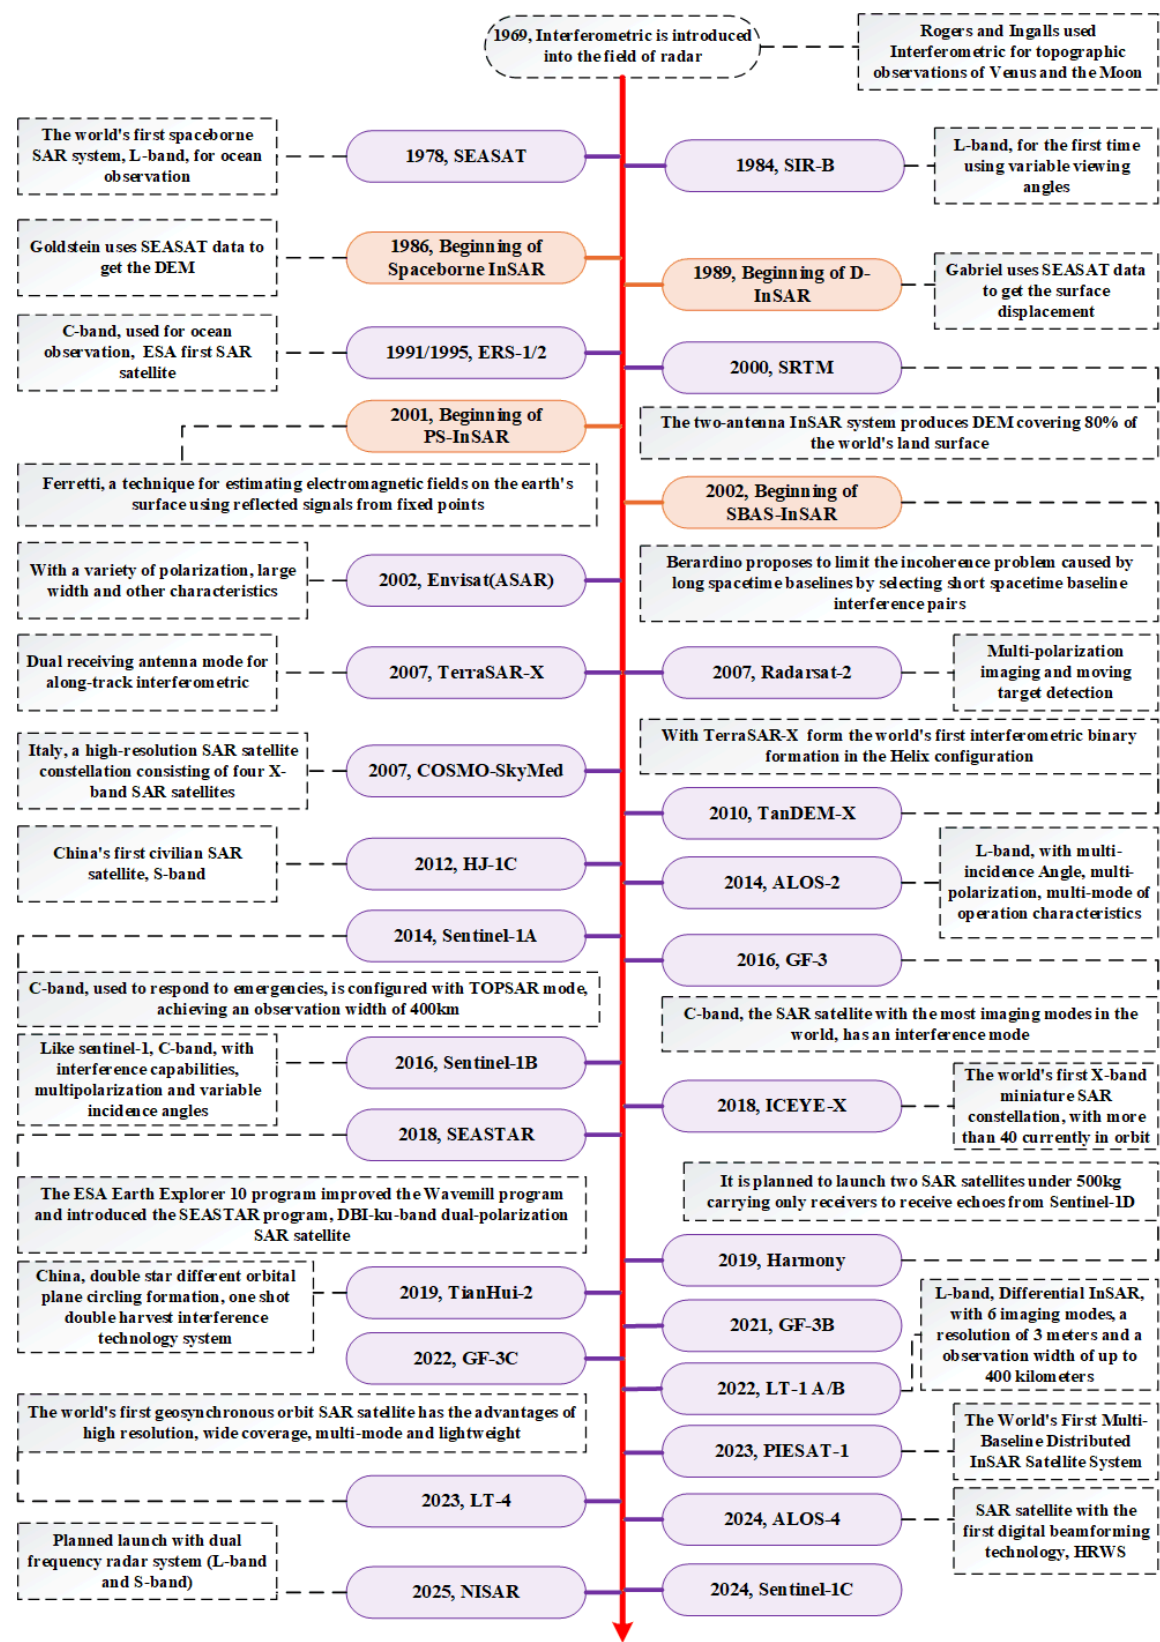 1969, Interferometric is introduced
into the field of radar
Rogers and Ingalls used
Interferometric for topographic
observations of Venus and the Moon
The world's first spaceborne
SAR system, L-band, for ocean
observation
1978, SEASAT
1984, SIR-B
L-band, for the first time
using variable viewing
angles
Goldstein uses SEASAT data to
get the DEM
1986, Beginning of
Spaceborne InSAR
1989, Beginning of D-
InSAR
Gabriel uses SEASAT data
to get the surface
displacement
C-band, used for ocean
observation, ESA first SAR
satellite
1991/1995, ERS-1/2
2000, SRTM
The two-antenna InSAR system produces DEM covering 80% of
the world's land surface
2001, Beginning of
PS-InSAR
Ferretti, a technique for estimating electromagnetic fields on the earth's
surface using reflected signals from fixed points
2002, Beginning of
SBAS-InSAR
Berardino proposes to limit the incoherence problem caused by
long spacetime baselines by selecting short spacetime baseline
interference pairs
With a variety of polarization, large
width and other characteristics
2002, Envisat(ASAR)
Dual receiving antenna mode for
along-track interferometric
2007, TerraSAR-X
2007, Radarsat-2
Multi-polarization
imaging and moving
target detection
With TerraSAR-X form the world's first interferometric binary
formation in the Helix configuration
Italy, a high-resolution SAR satellite
constellation consisting of four X-
band SAR satellites
2007, COSMO-SkyMed
2010, TanDEM-X
China's first civilian SAR
satellite, S-band
2012, HJ-1C
2014, ALOS-2
L-band, with multi-
incidence Angle, multi-
polarization, multi-mode of
operation characteristics
2014, Sentinel-1A
C-band, used to respond to emergencies, is configured with TOPSAR mode,
achieving an observation width of 400km
2016, GF-3
C-band, the SAR satellite with the most imaging modes in the
world, has an interference mode
Like sentinel-1, C-band, with
interference capabilities,
multipolarization and variable
incidence angles
2016, Sentinel-1B
2018, ICEYE-X
The world's first X-band
miniature SAR
constellation, with more
than 40 currently in orbit
2018, SEASTAR
The ESA Earth Explorer 10 program improved the Wavemill program
and introduced the SEASTAR program, DBI-ku-band dual-polarization
SAR satellite
It is planned to launch two SAR satellites under 500kg
carrying only receivers to receive echoes from Sentinel-1D
2019, Harmony
China, double star different orbital
plane circling formation, one shot
double harvest interference
technology system
2019, TianHui-2
2021, GF-3B
L-band, Differential InSAR,
with 6 imaging modes, a
resolution of 3 meters and a
observation width of up to
400 kilometers
2022, GF-3C
2022, LT-1 A/B
The world's first geosynchronous orbit SAR satellite has the advantages of
high resolution, wide coverage, multi-mode and lightweight
2023, LT-4
2023, PIESAT-1
The World's First Multi-
Baseline Distributed
InSAR Satellite System
2024, ALOS-4
SAR satellite with the
first digital beamforming
technology, HRWS
Planned launch with dual
frequency radar system (L-band
and S-band)
2025, NISAR
2024, Sentinel-1C